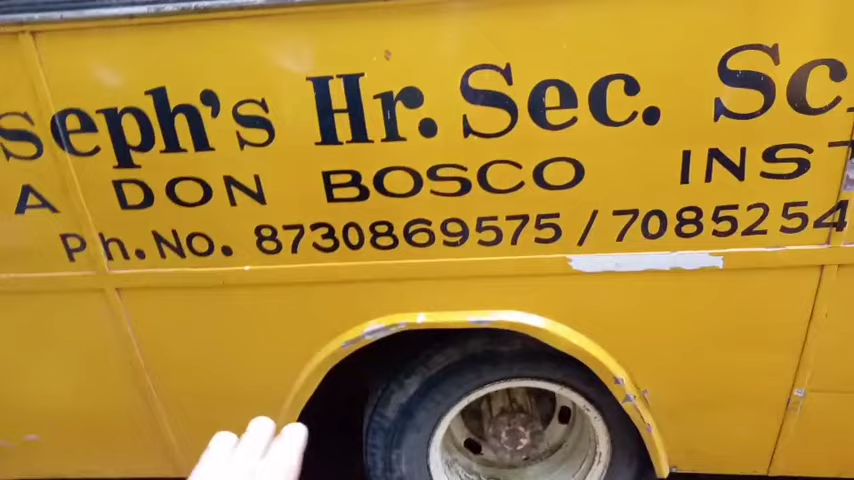 seph's Hr. Sec. Sc
A DON BOSCO INST
Ph. No. 8730869575 / 7085254